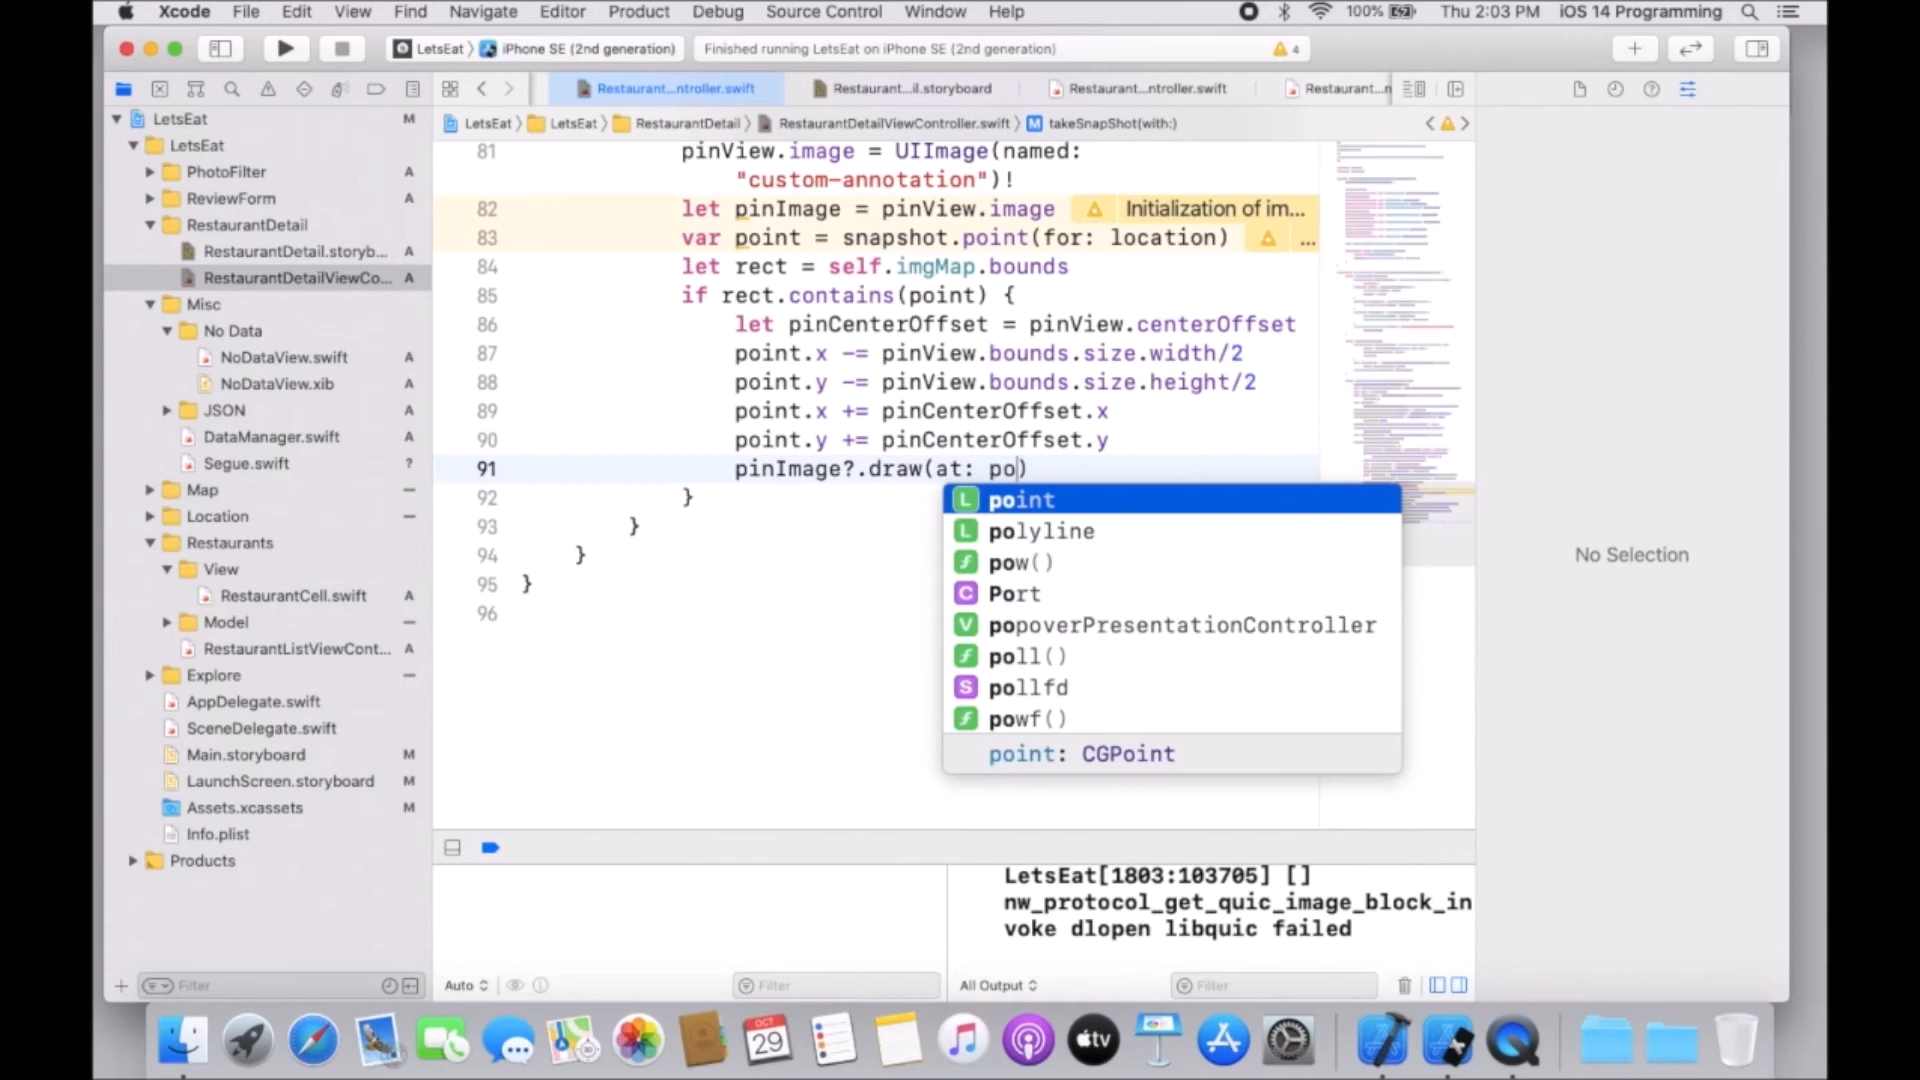 Xcode File Edit View Find Navigate Editor Product Debug Source Control Window Help 100% Thu 2:03 PM iOS 14 Programming
LetsEat iPhone SE (2nd generation) Finished running LetsEat on iPhone SE (2nd generation) 4
Restaurant...ntroller.swift Restaurant...il.storyboard Restaurant...ntroller.swift Restaurant...n
LetsEat LetsEat RestaurantDetail RestaurantDetailViewController.swift M takeSnapShot(with:)
LetsEat M
LetsEat
PhotoFilter A
ReviewForm A
RestaurantDetail
RestaurantDetail.storyb... A
RestaurantDetailViewCo... A
Misc
No Data
NoDataView.swift A
NoDataView.xib A
JSON A
DataManager.swift A
Segue.swift ?
Map
Location
Restaurants
View
RestaurantCell.swift A
Model
RestaurantListViewCont... A
Explore
AppDelegate.swift
SceneDelegate.swift
Main.storyboard M
LaunchScreen.storyboard M
Assets.xcassets M
Info.plist
Products
Filter
81 pinView.image = UIImage(named:
"custom-annotation")!
82 let pinImage = pinView.image Initialization of im...
83 var point = snapshot.point(for: location) ...
84 let rect = self.imgMap.bounds
85 if rect.contains(point) {
86 let pinCenterOffset = pinView.centerOffset
87 point.x -= pinView.bounds.size.width/2
88 point.y -= pinView.bounds.size.height/2
89 point.x += pinCenterOffset.x
90 point.y += pinCenterOffset.y
91 pinImage?.draw(at: po)
92 }
93 }
94 }
95 }
96
L point
L polyline
f pow()
C Port
V popoverPresentationController
f poll()
S pollfd
f powf()
point: CGPoint
No Selection
LetsEat[1803:103705] []
nw_protocol_get_quic_image_block_in
voke dlopen libquic failed
Auto Filter All Output Filter
OCT
29
tv